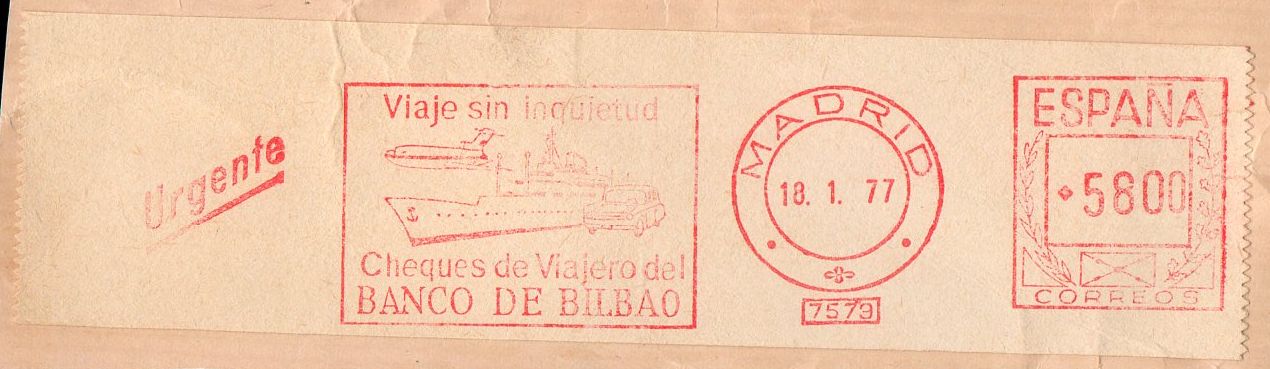 Urgente
Viaje sin inquietud
Cheques de Viajero del
BANCO DE BILBAO
MADRID
18. 1. 77
7579
ESPAÑA
5800
CORREOS